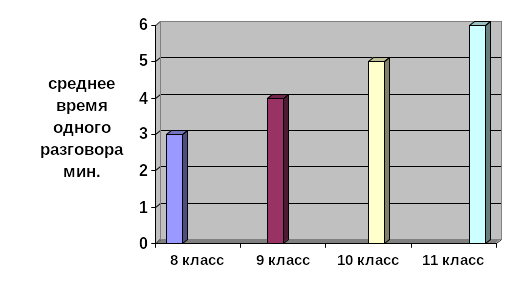 6
5
4
3
2
1
0
среднее
время
одного
разговора
мин.
8 класс
9 класс
10 класс
11 класс